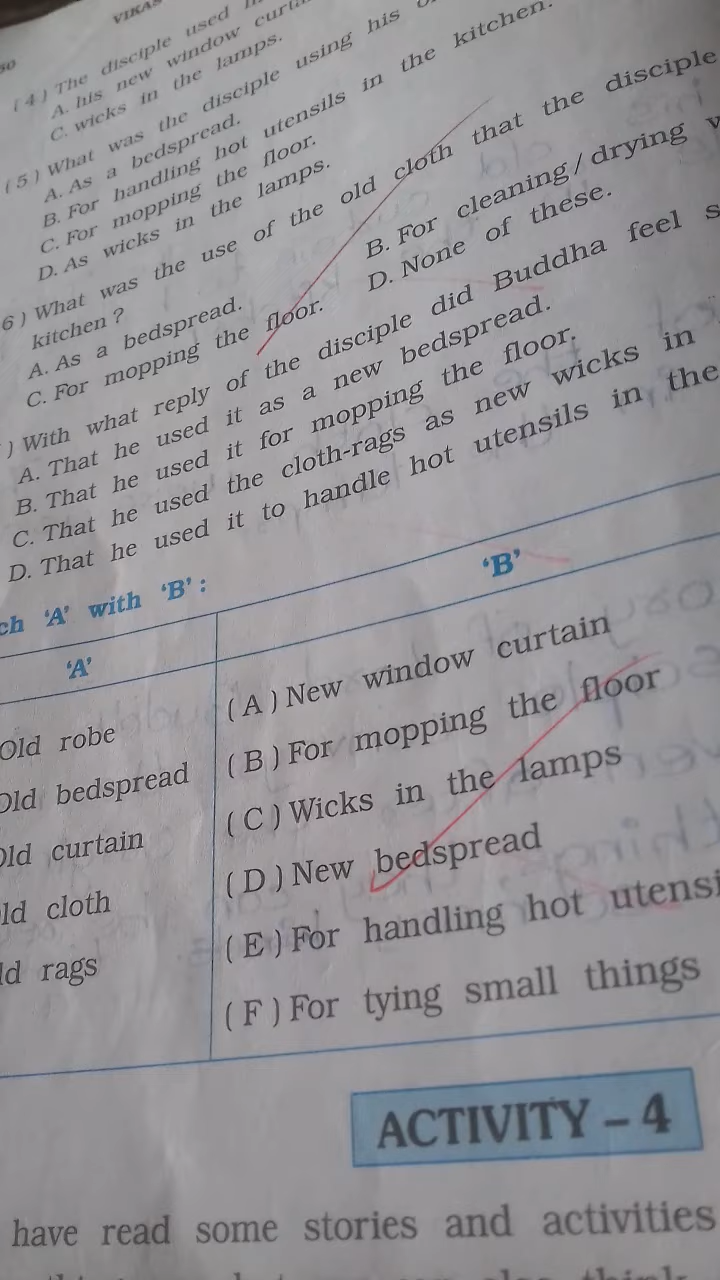 VIKAS
( 4 ) The disciple used
A. his new window
C. wicks in the lamps.
( 5 ) What was the disciple using his
A. As a bedspread.
B. For handling hot utensils in the kitchen.
C. For mopping the floor.
D. As wicks in the lamps.
6 ) What was the use of the old cloth that the disciple
kitchen ?
A. As a bedspread. B. For cleaning / drying
C. For mopping the floor. D. None of these.
) With what reply of the disciple did Buddha feel s
A. That he used it as a new bedspread.
B. That he used it for mopping the floor.
C. That he used the cloth-rags as new wicks in
D. That he used it to handle hot utensils in the
ch ‘A’ with ‘B’ :
‘A’ ‘B’
Old robe ( A ) New window curtain
Old bedspread ( B ) For mopping the floor
Old curtain ( C ) Wicks in the lamps
ld cloth ( D ) New bedspread
ld rags ( E ) For handling hot utensi
( F ) For tying small things
ACTIVITY – 4
have read some stories and activities